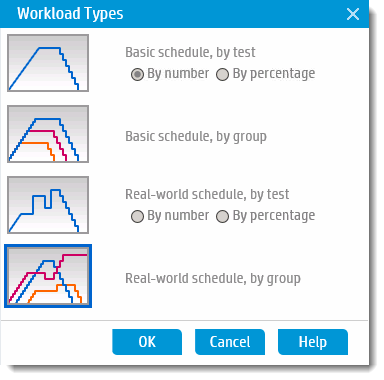 Workload Types
Basic schedule, by test
By number By percentage
Basic schedule, by group
Real-world schedule, by test
By number By percentage
Real-world schedule, by group
OK Cancel Help